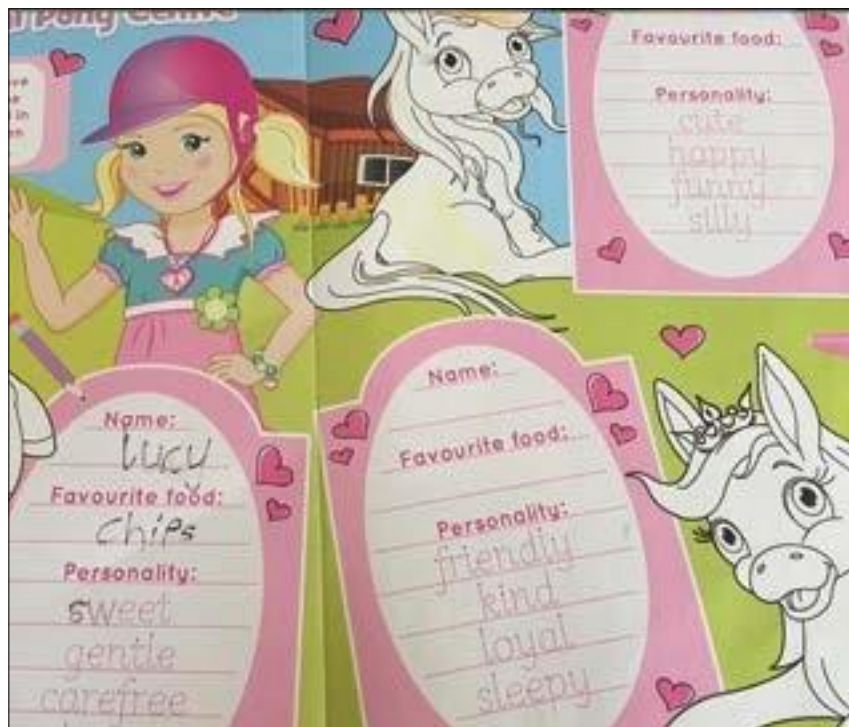 Pony Centre
Favourite food:
Personality:
cute
happy
funny
silly
Name:
Lucy
Favourite food:
chips
Personality:
sweet
gentle
carefree
Name:
Favourite food:
Personality:
friendly
kind
loyal
sleepy